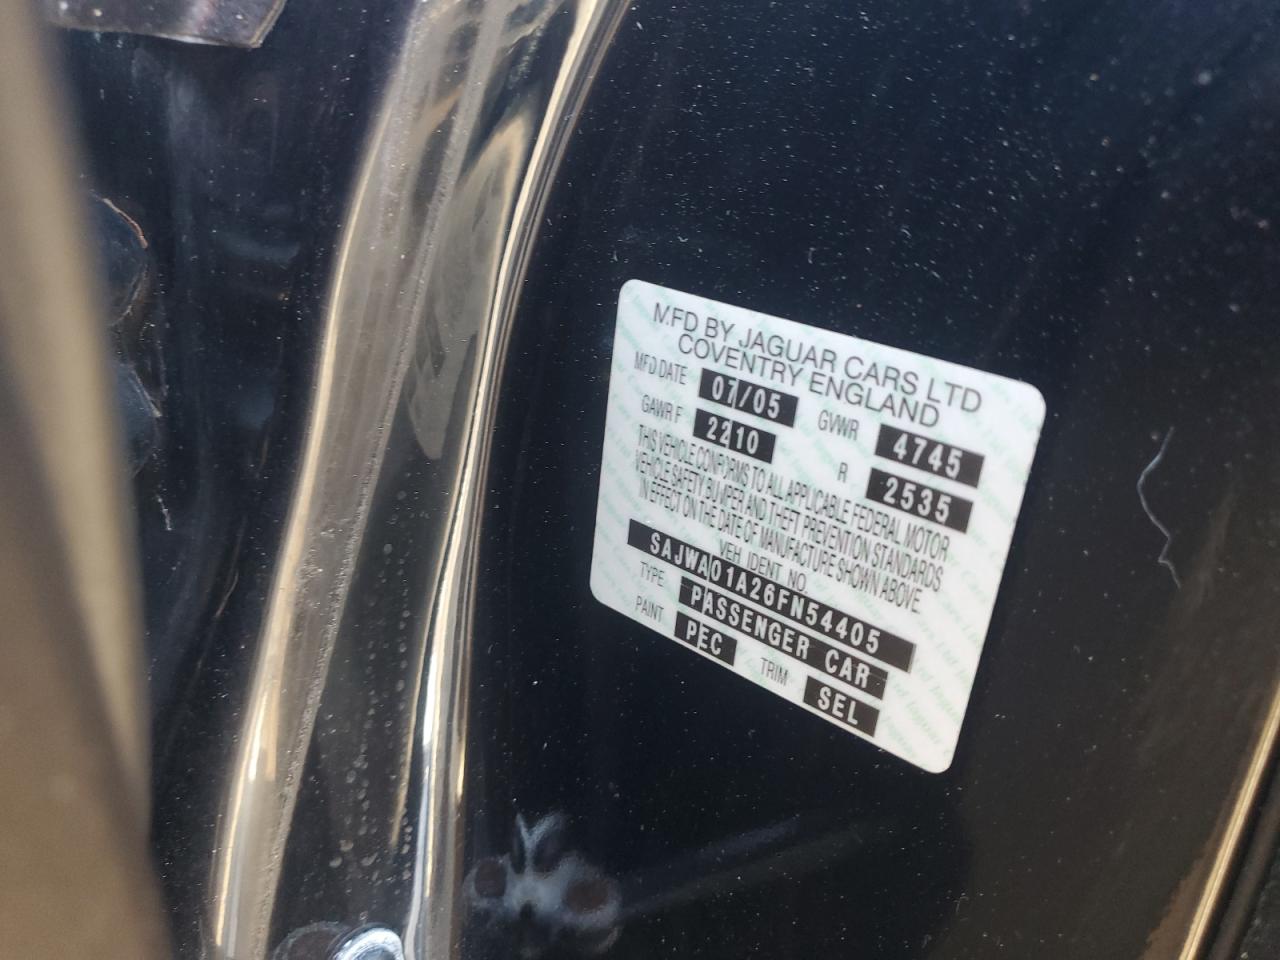 MFD BY JAGUAR CARS LTD
COVENTRY ENGLAND
MFD DATE 07/05 GVWR 4745
GAWR F 2210 R 2535
THIS VEHICLE CONFORMS TO ALL APPLICABLE FEDERAL MOTOR
VEHICLE SAFETY BUMPER AND THEFT PREVENTION STANDARDS
IN EFFECT ON THE DATE OF MANUFACTURE SHOWN ABOVE.
VEH. IDENT. NO.
SAJWA01A26FN54405
TYPE PASSENGER CAR
PAINT PEC TRIM SEL